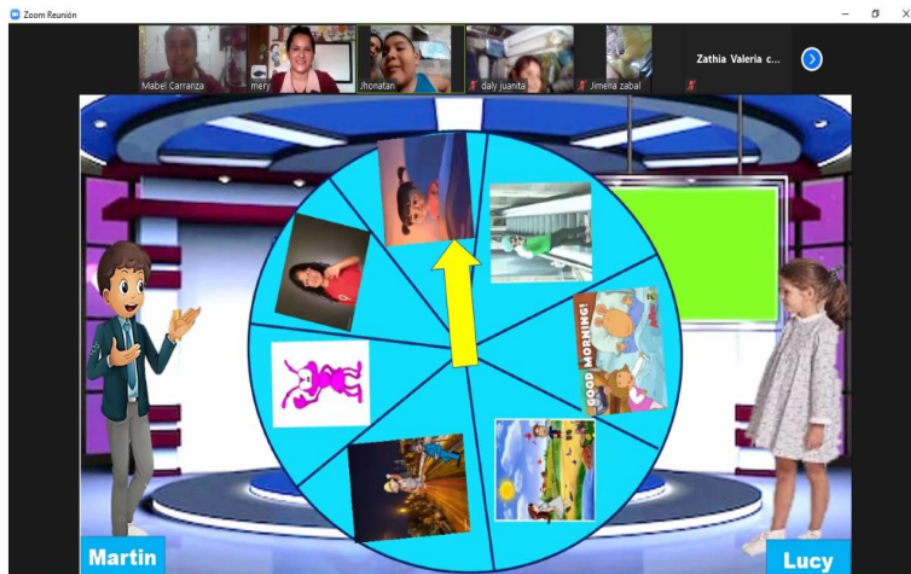 Zoom Reunión
Mabel Carranza
mery
Jhonatan
daly juanita
Jimena zabal
Zathia Valeria c...
GOOD MORNING!
Martin
Lucy